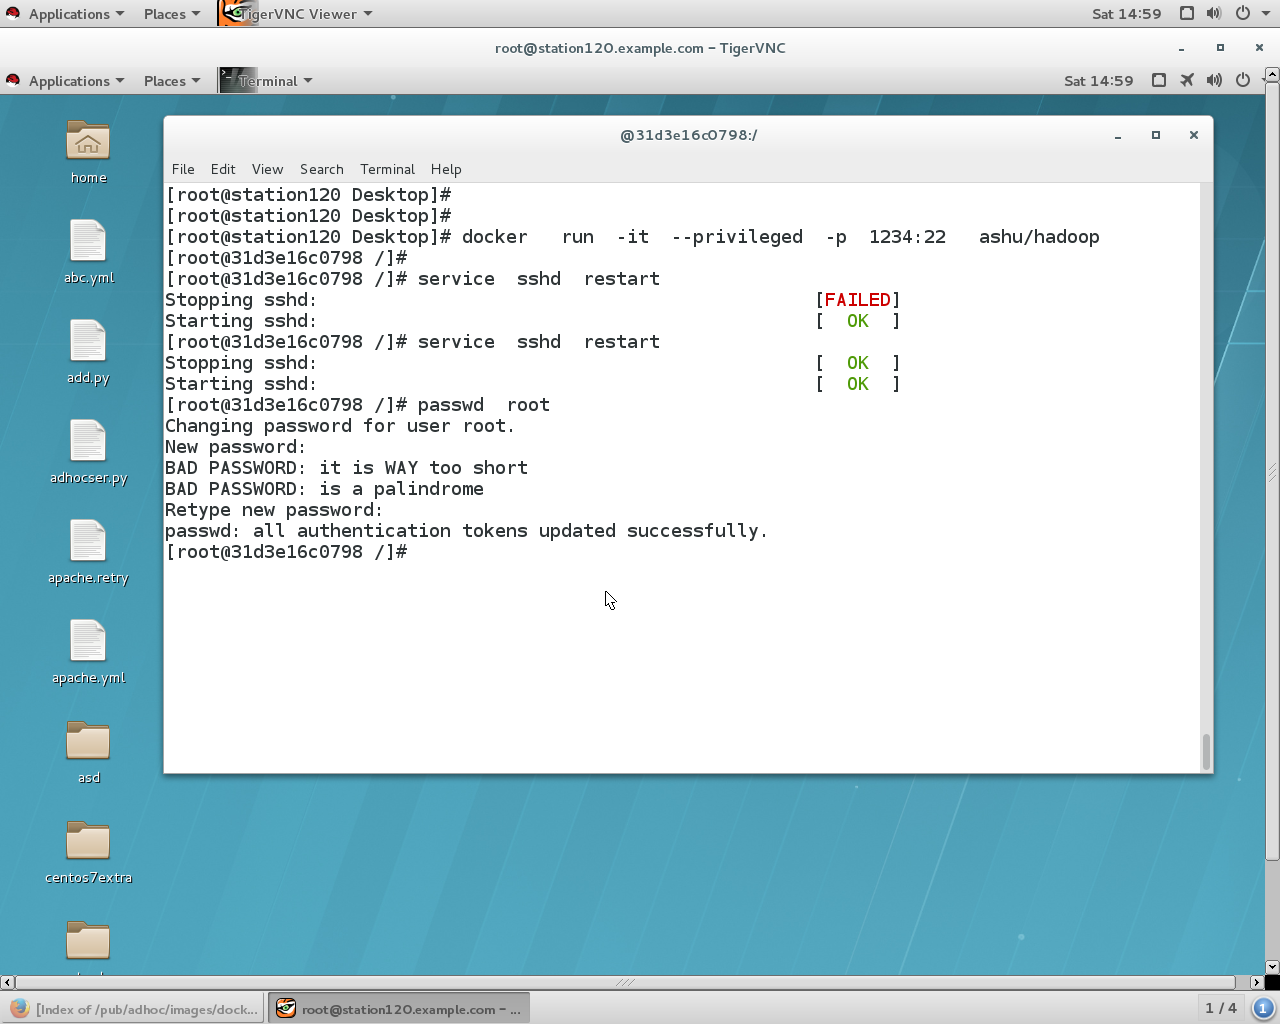 Applications Places TigerVNC Viewer Sat 14:59
root@station120.example.com - TigerVNC
Applications Places Terminal Sat 14:59
@31d3e16c0798:/
File Edit View Search Terminal Help
[root@station120 Desktop]#
[root@station120 Desktop]#
[root@station120 Desktop]# docker   run  -it  --privileged  -p  1234:22   ashu/hadoop
[root@31d3e16c0798 /]#
[root@31d3e16c0798 /]# service  sshd  restart
Stopping sshd: [FAILED]
Starting sshd: [  OK  ]
[root@31d3e16c0798 /]# service  sshd  restart
Stopping sshd: [  OK  ]
Starting sshd: [  OK  ]
[root@31d3e16c0798 /]# passwd  root
Changing password for user root.
New password:
BAD PASSWORD: it is WAY too short
BAD PASSWORD: is a palindrome
Retype new password:
passwd: all authentication tokens updated successfully.
[root@31d3e16c0798 /]#
home
abc.yml
add.py
adhocser.py
apache.retry
apache.yml
asd
centos7extra
[Index of /pub/adhoc/images/dock...
root@station120.example.com - ...
1 / 4
1